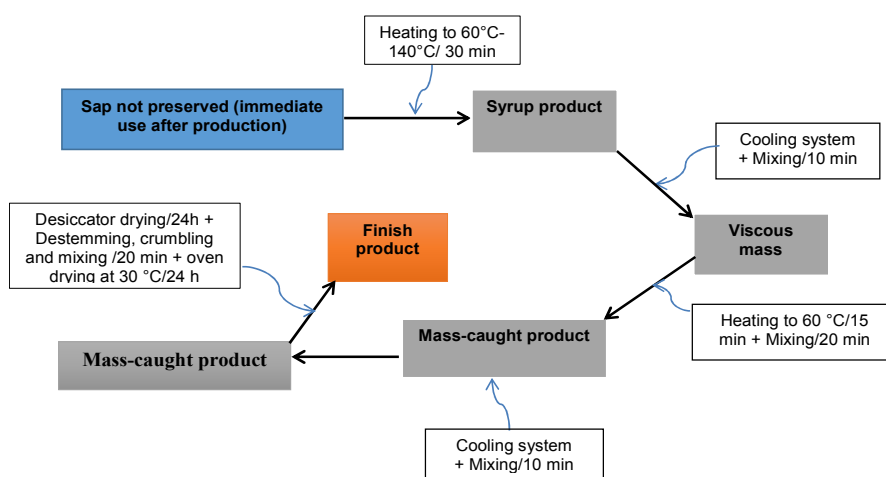 Heating to 60°C-
140°C/ 30 min
Sap not preserved (immediate
use after production)
Syrup product
Cooling system
+ Mixing/10 min
Viscous
mass
Heating to 60 °C/15
min + Mixing/20 min
Mass-caught product
Cooling system
+ Mixing/10 min
Mass-caught product
Desiccator drying/24h +
Destemming, crumbling
and mixing /20 min + oven
drying at 30 °C/24 h
Finish
product